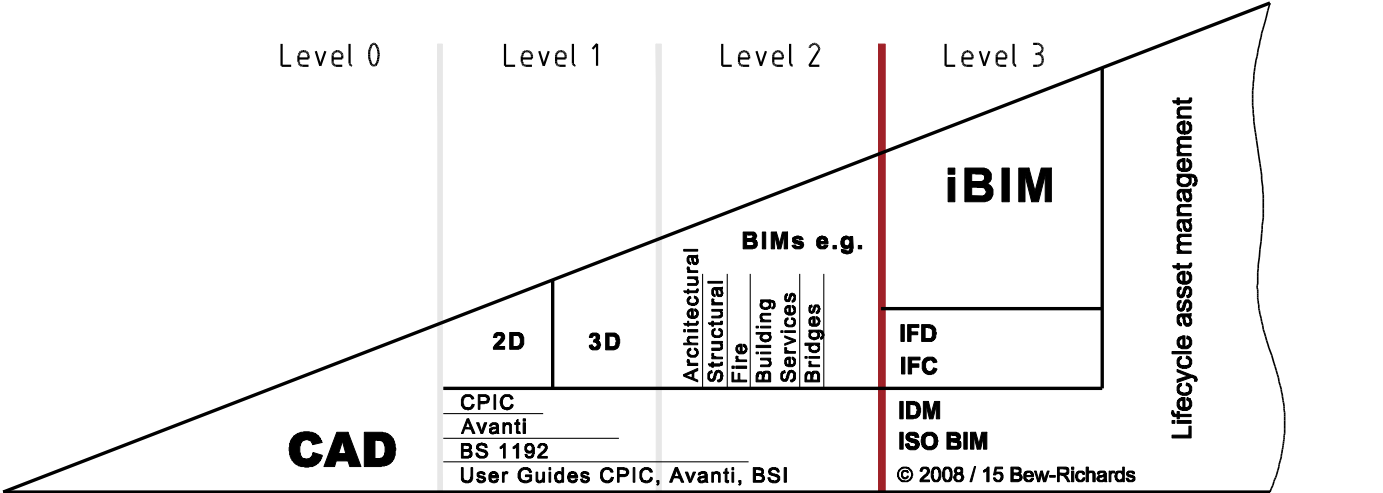 Level 0
Level 1
Level 2
Level 3
iBIM
Lifecycle asset management
BIMs e.g.
2D
3D
Architectural
Structural
Fire
Building
Services
Bridges
IFD
IFC
CAD
CPIC
Avanti
BS 1192
User Guides CPIC, Avanti, BSI
IDM
ISO BIM
© 2008 / 15 Bew-Richards